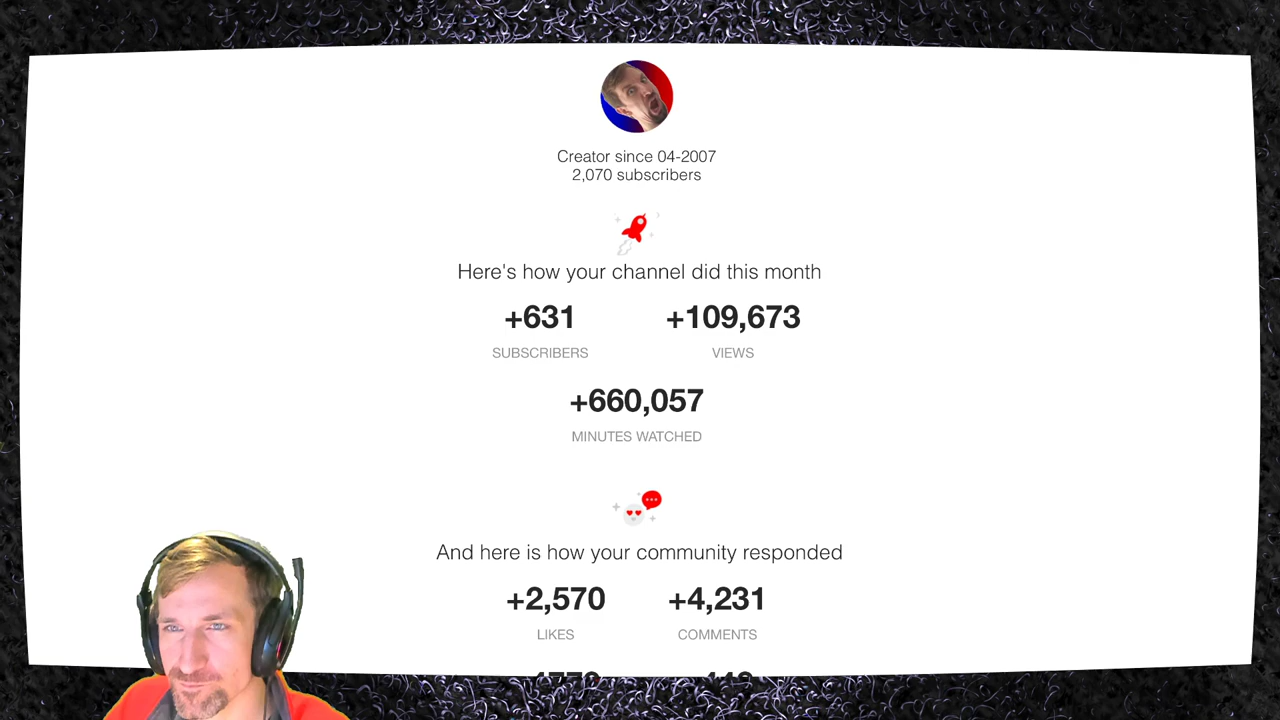 Creator since 04-2007
2,070 subscribers
Here's how your channel did this month
+631 +109,673
SUBSCRIBERS VIEWS
+660,057
MINUTES WATCHED
And here is how your community responded
+2,570 +4,231
LIKES COMMENTS